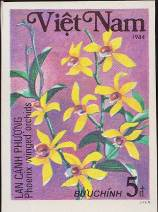 Việt Nam
1984
LAN CÁNH PHƯỢNG
Phoenix winged orchids
BƯU CHÍNH
5đ